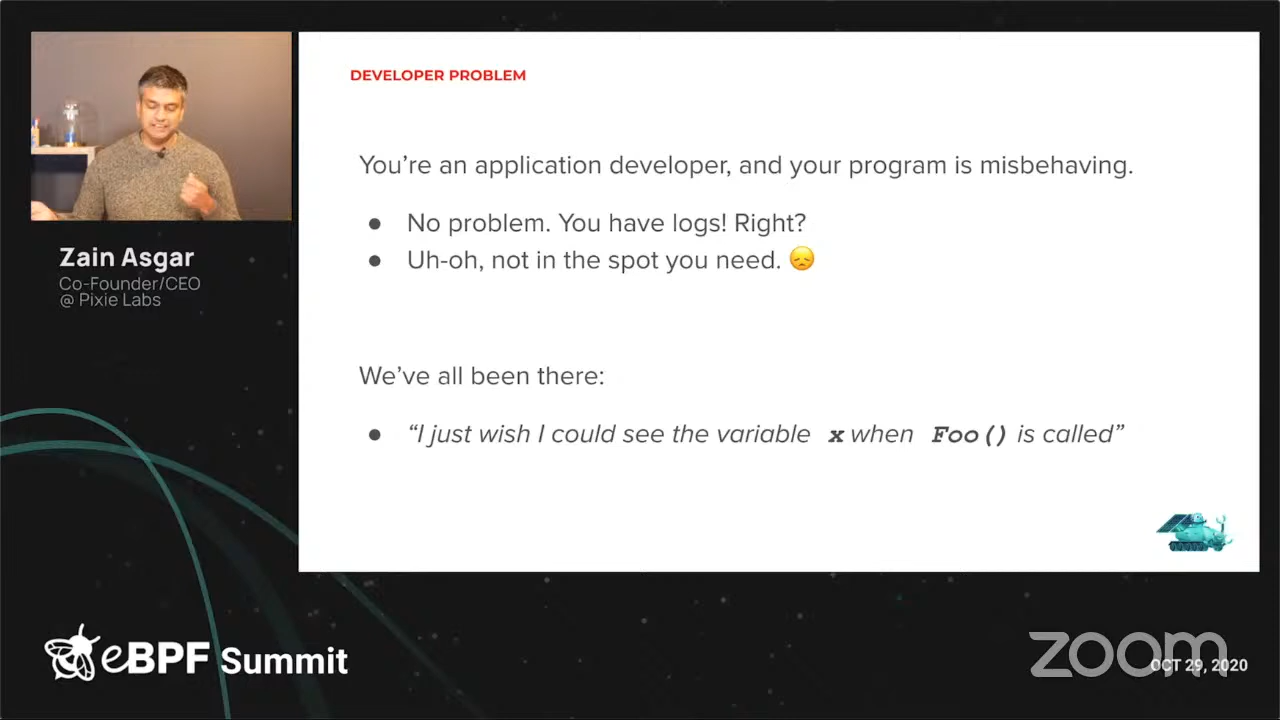 DEVELOPER PROBLEM
You’re an application developer, and your program is misbehaving.
● No problem. You have logs! Right?
● Uh-oh, not in the spot you need. 😞
We’ve all been there:
● “I just wish I could see the variable x when Foo() is called”
Zain Asgar
Co-Founder/CEO
@ Pixie Labs
eBPF Summit
zoom
OCT 29, 2020